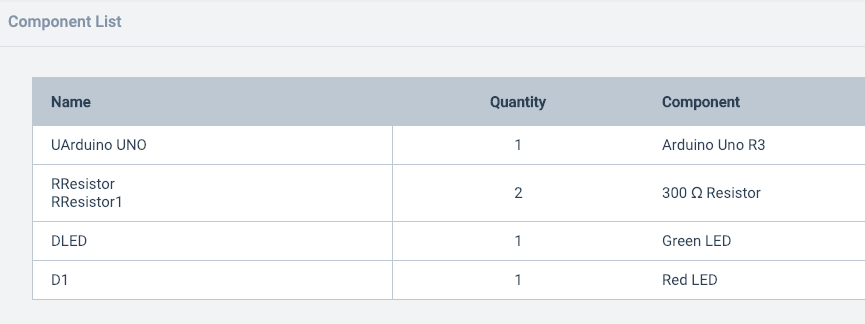 Component List
Name Quantity Component
UArduino UNO 1 Arduino Uno R3
RResistor
RResistor1 2 300 Ω Resistor
DLED 1 Green LED
D1 1 Red LED